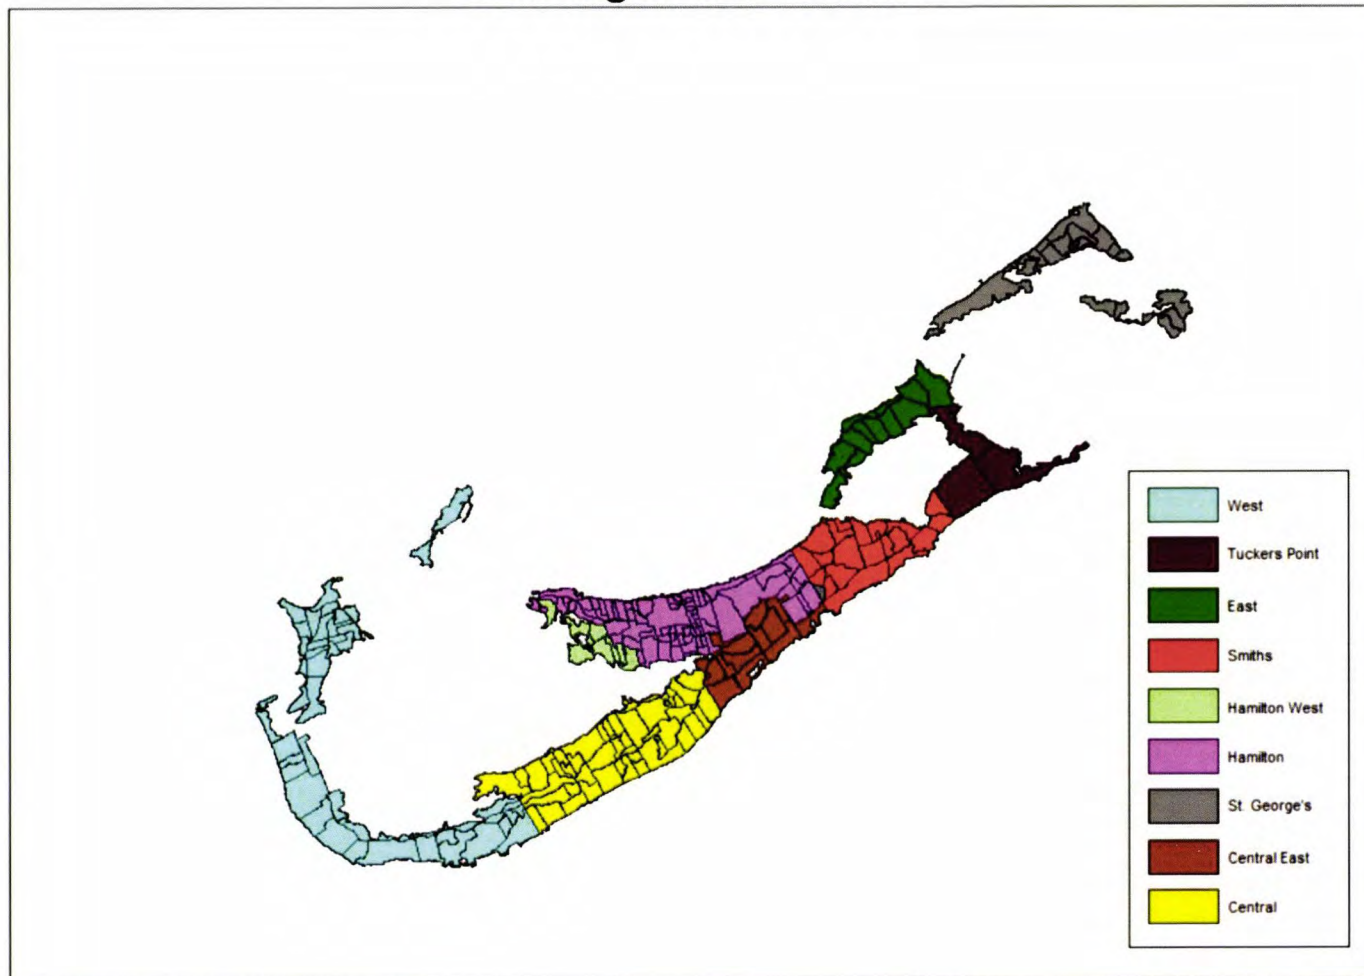 West
Tuckers Point
East
Smiths
Hamilton West
Hamilton
St. George's
Central East
Central